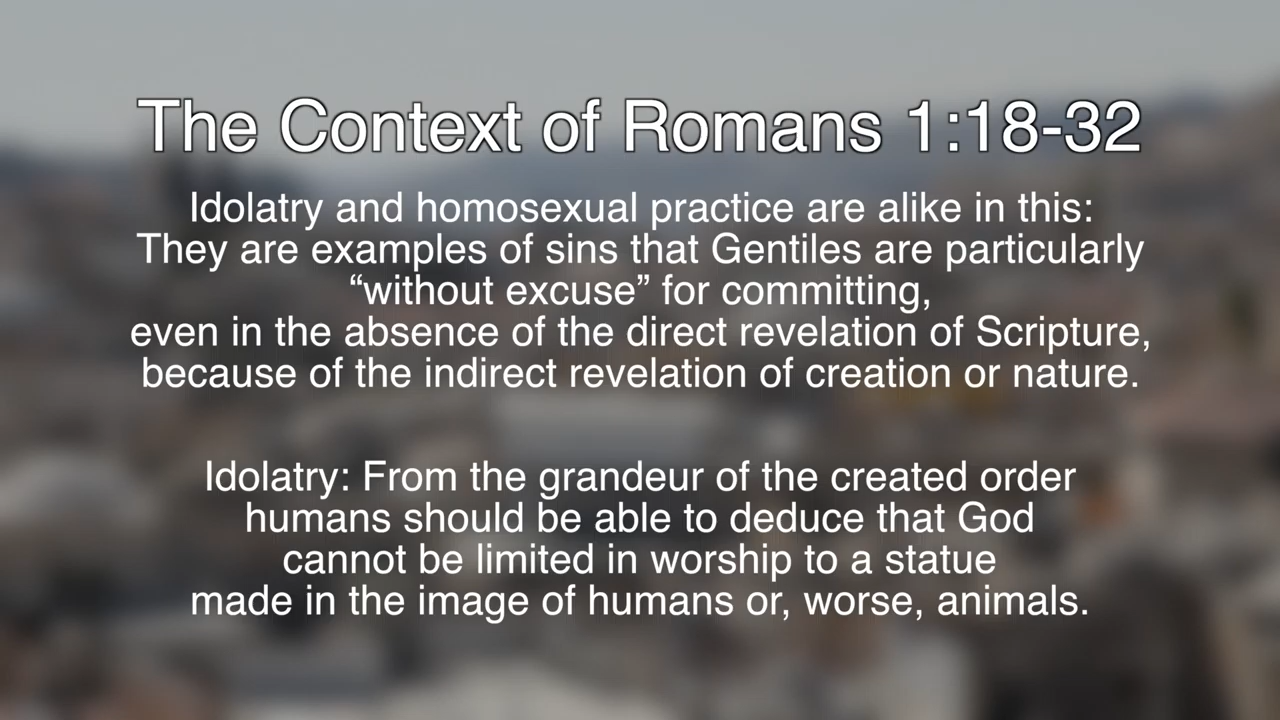 The Context of Romans 1:18-32
Idolatry and homosexual practice are alike in this:
They are examples of sins that Gentiles are particularly
“without excuse” for committing,
even in the absence of the direct revelation of Scripture,
because of the indirect revelation of creation or nature.
Idolatry: From the grandeur of the created order
humans should be able to deduce that God
cannot be limited in worship to a statue
made in the image of humans or, worse, animals.